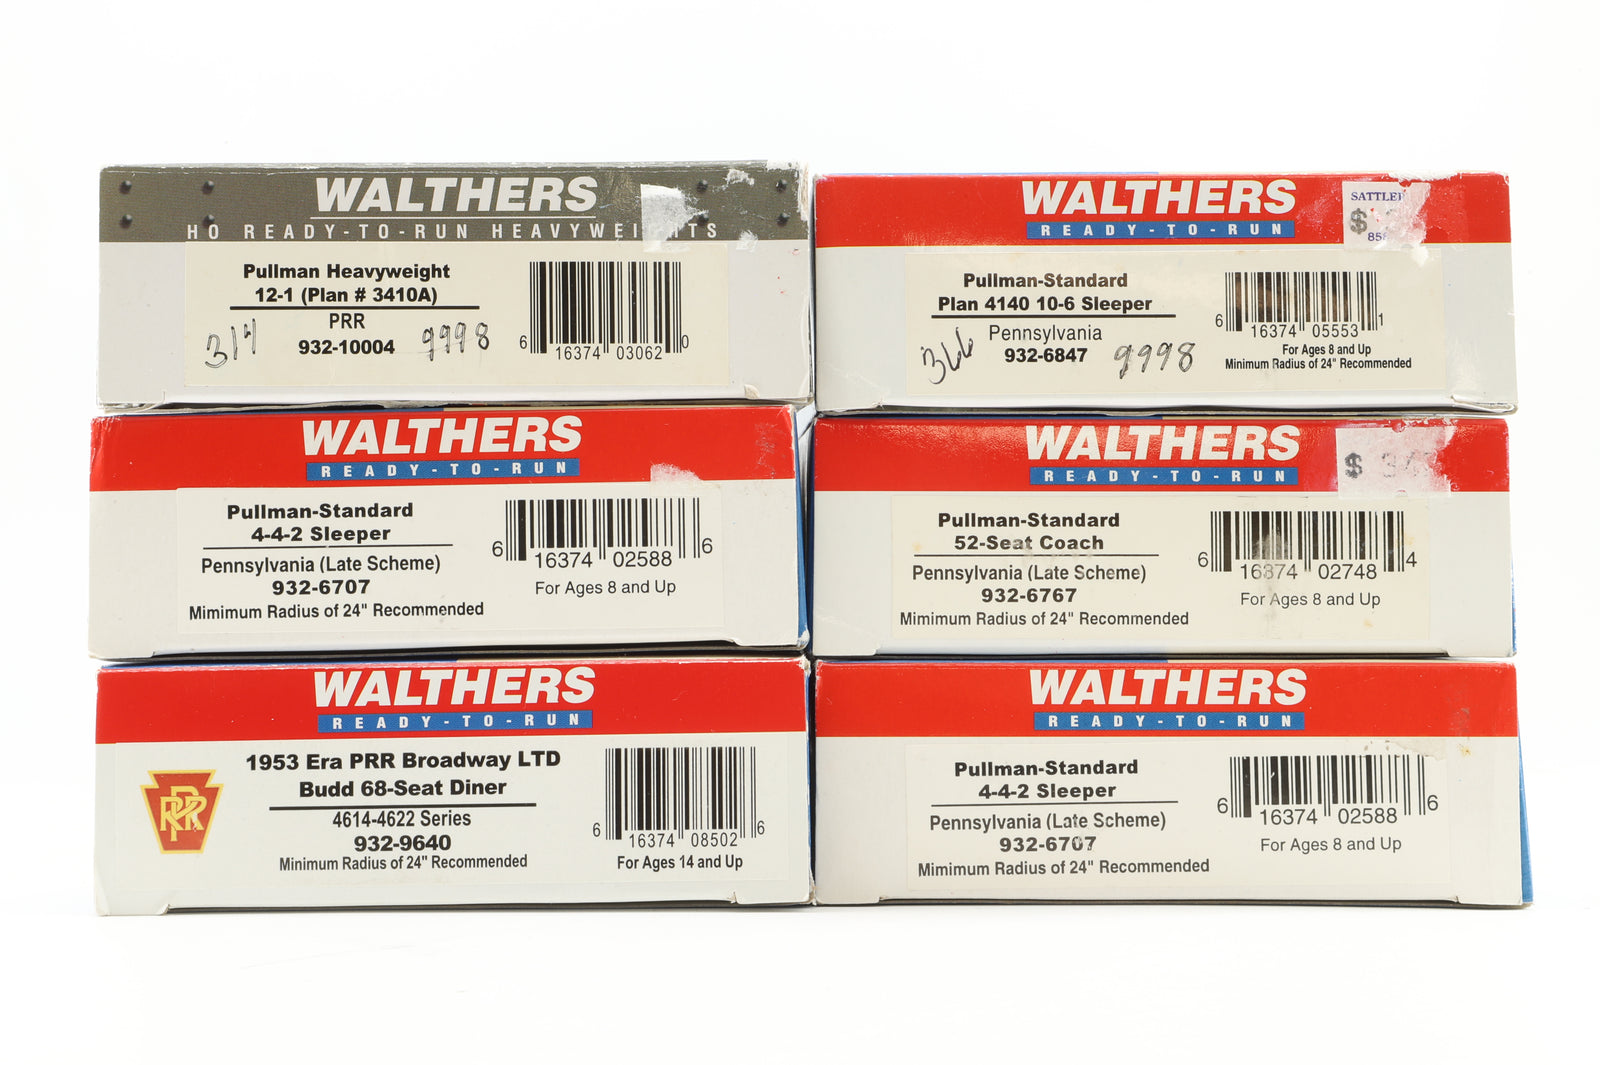 WALTHERS
HO READY-TO-RUN HEAVYWEIGHTS
Pullman Heavyweight
12-1 (Plan # 3410A)
PRR
932-10004
314
9998
6 16374 03062 0
WALTHERS
READY-TO-RUN
SATTLER
$
Pullman-Standard
Plan 4140 10-6 Sleeper
Pennsylvania
932-6847
366
9998
6 16374 05553 1
For Ages 8 and Up
Minimum Radius of 24" Recommended
WALTHERS
READY-TO-RUN
Pullman-Standard
4-4-2 Sleeper
Pennsylvania (Late Scheme)
932-6707
Mimimum Radius of 24" Recommended
6 16374 02588 6
For Ages 8 and Up
WALTHERS
READY-TO-RUN
$
Pullman-Standard
52-Seat Coach
Pennsylvania (Late Scheme)
932-6767
Mimimum Radius of 24" Recommended
6 16374 02748 4
For Ages 8 and Up
WALTHERS
READY-TO-RUN
PRR
1953 Era PRR Broadway LTD
Budd 68-Seat Diner
4614-4622 Series
932-9640
Minimum Radius of 24" Recommended
6 16374 08502 6
For Ages 14 and Up
WALTHERS
READY-TO-RUN
Pullman-Standard
4-4-2 Sleeper
Pennsylvania (Late Scheme)
932-6707
Mimimum Radius of 24" Recommended
6 16374 02588 6
For Ages 8 and Up